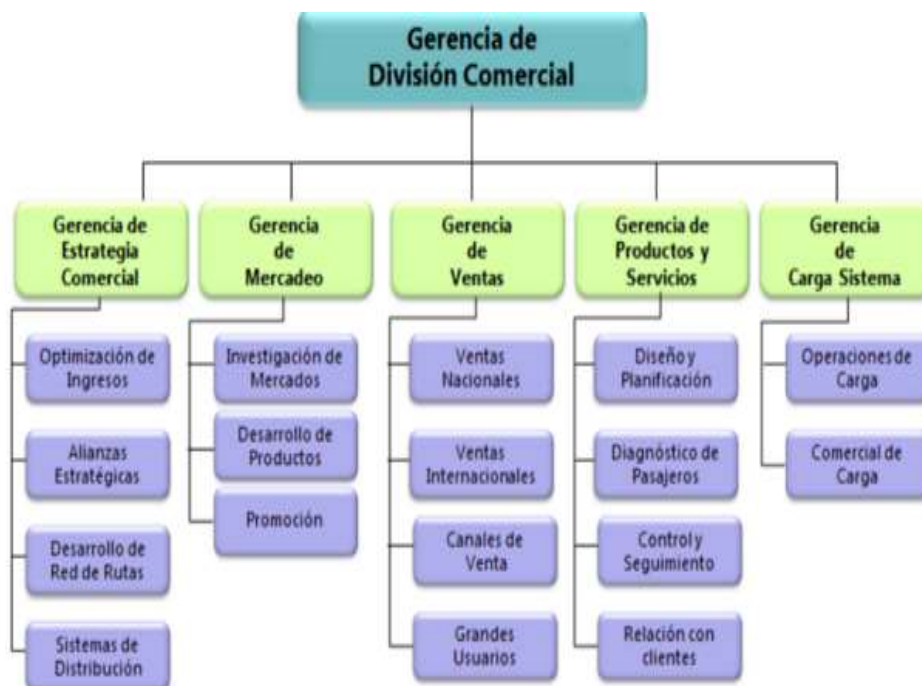 Gerencia de
División Comercial
Gerencia de
Estrategia
Comercial
Gerencia
de
Mercadeo
Gerencia
de
Ventas
Gerencia de
Productos y
Servicios
Gerencia
de
Carga Sistema
Optimización de
Ingresos
Alianzas
Estratégicas
Desarrollo de
Red de Rutas
Sistemas de
Distribución
Investigación de
Mercados
Desarrollo de
Productos
Promoción
Ventas
Nacionales
Ventas
Internacionales
Canales de
Venta
Grandes
Usuarios
Diseño y
Planificación
Diagnóstico de
Pasajeros
Control y
Seguimiento
Relación con
clientes
Operaciones de
Carga
Comercial de
Carga